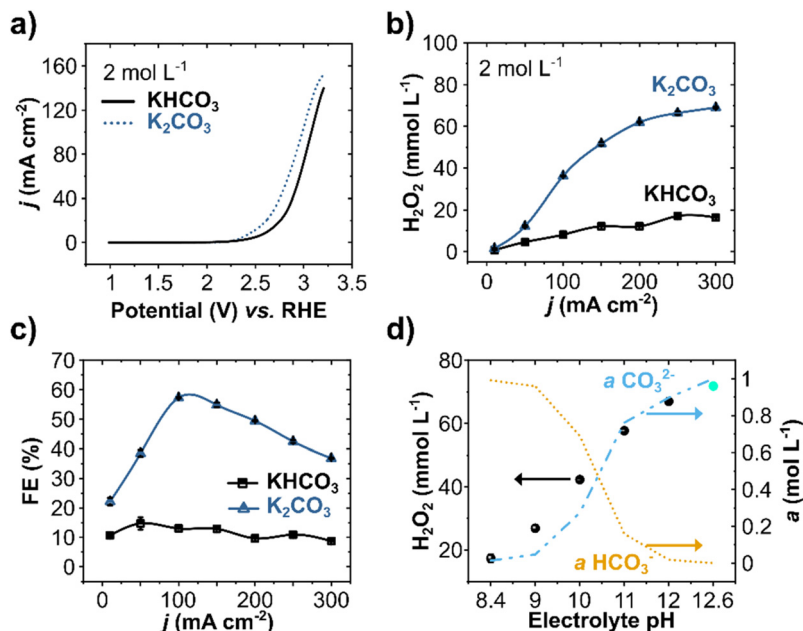 a)
2 mol L⁻¹
KHCO₃
K₂CO₃
j (mA cm⁻²)
160
120
80
40
0
1
1.5
2
2.5
3
3.5
Potential (V) vs. RHE
b)
2 mol L⁻¹
K₂CO₃
KHCO₃
H₂O₂ (mmol L⁻¹)
100
80
60
40
20
0
0
100
200
300
j (mA cm⁻²)
c)
FE (%)
70
60
50
40
30
20
10
0
KHCO₃
K₂CO₃
0
50
100
150
200
250
300
j (mA cm⁻²)
d)
H₂O₂ (mmol L⁻¹)
80
60
40
20
a CO₃²⁻
a HCO₃⁻
1
0.8
0.6
0.4
0.2
0
a (mol L⁻¹)
8.4
9
10
11
12
12.6
Electrolyte pH